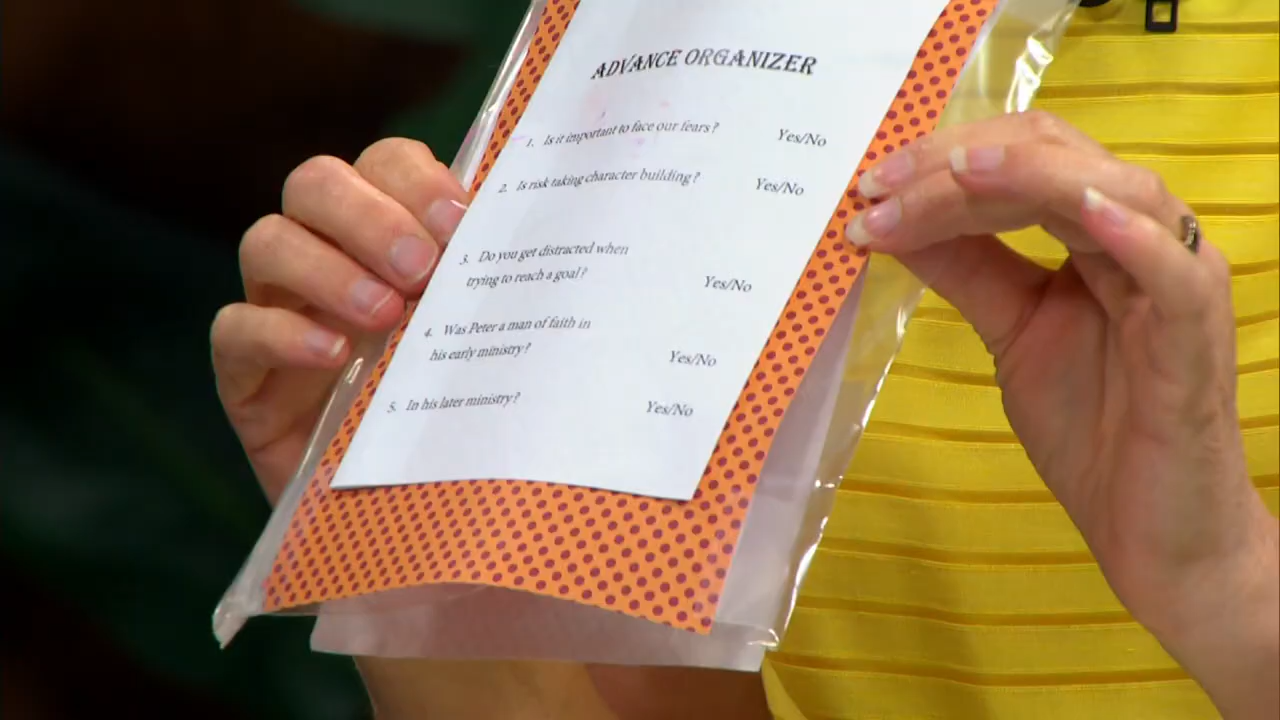 ADVANCE ORGANIZER
1. Is it important to face our fears? Yes/No
2. Is risk taking character building? Yes/No
3. Do you get distracted when
trying to reach a goal? Yes/No
4. Was Peter a man of faith in
his early ministry? Yes/No
5. In his later ministry? Yes/No